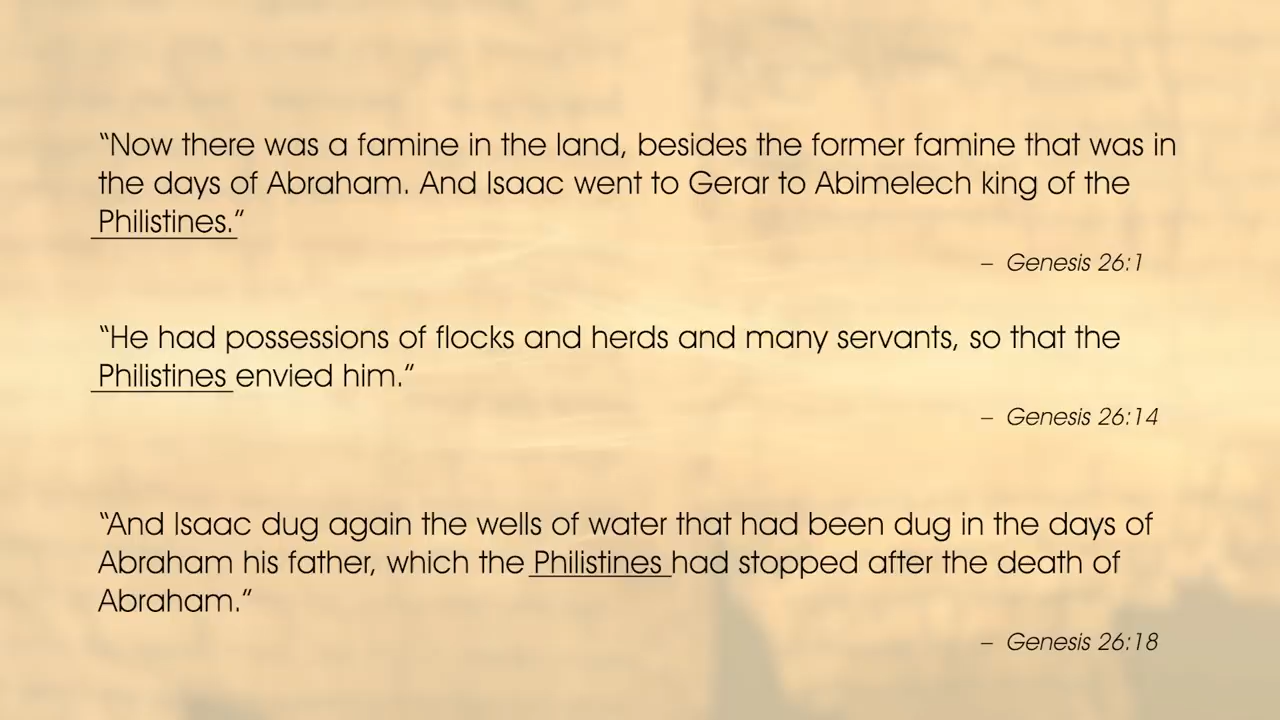 “Now there was a famine in the land, besides the former famine that was in
the days of Abraham. And Isaac went to Gerar to Abimelech king of the
Philistines.”
– Genesis 26:1
“He had possessions of flocks and herds and many servants, so that the
Philistines envied him.”
– Genesis 26:14
“And Isaac dug again the wells of water that had been dug in the days of
Abraham his father, which the Philistines had stopped after the death of
Abraham.”
– Genesis 26:18